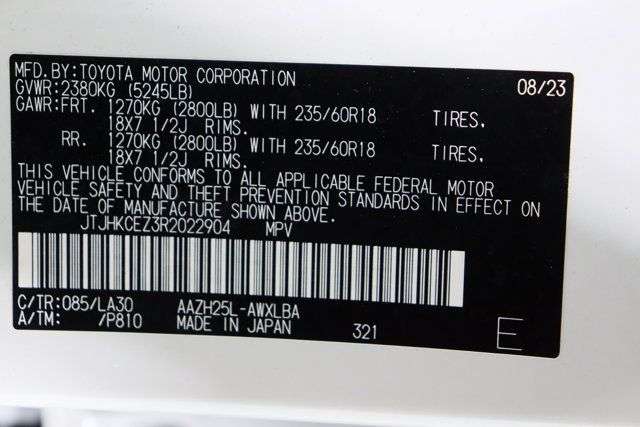 MFD.BY:TOYOTA MOTOR CORPORATION 08/23
GVWR:2380KG (5245LB)
GAWR:FRT. 1270KG (2800LB) WITH 235/60R18 TIRES,
18X7 1/2J RIMS.
RR. 1270KG (2800LB) WITH 235/60R18 TIRES,
18X7 1/2J RIMS.
THIS VEHICLE CONFORMS TO ALL APPLICABLE FEDERAL MOTOR
VEHICLE SAFETY AND THEFT PREVENTION STANDARDS IN EFFECT ON
THE DATE OF MANUFACTURE SHOWN ABOVE.
JTJHKCEZ3R2022904 MPV
C/TR:085/LA30 AAZH25L-AWXLBA
A/TM: /P810 MADE IN JAPAN 321 E